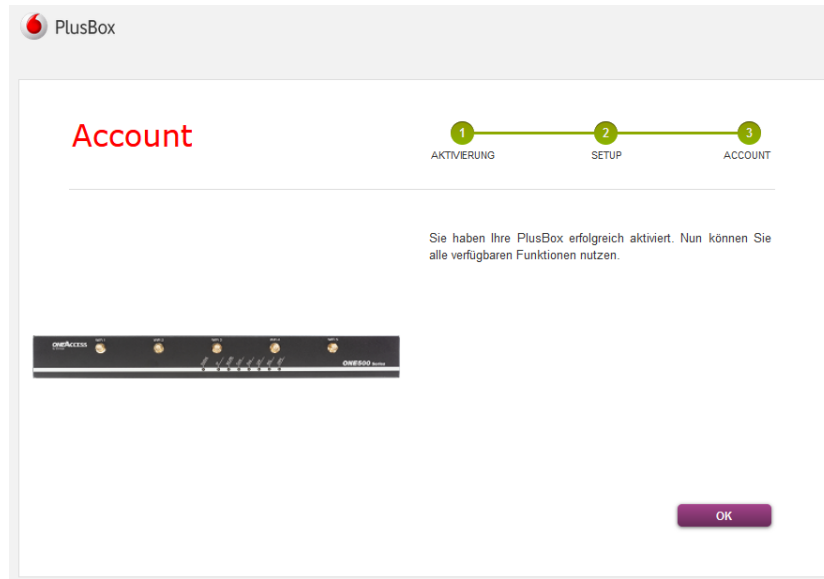 PlusBox
Account
1
2
3
AKTIVIERUNG
SETUP
ACCOUNT
Sie haben Ihre PlusBox erfolgreich aktiviert. Nun können Sie
alle verfügbaren Funktionen nutzen.
ONEACCESS
ONE500 Series
OK